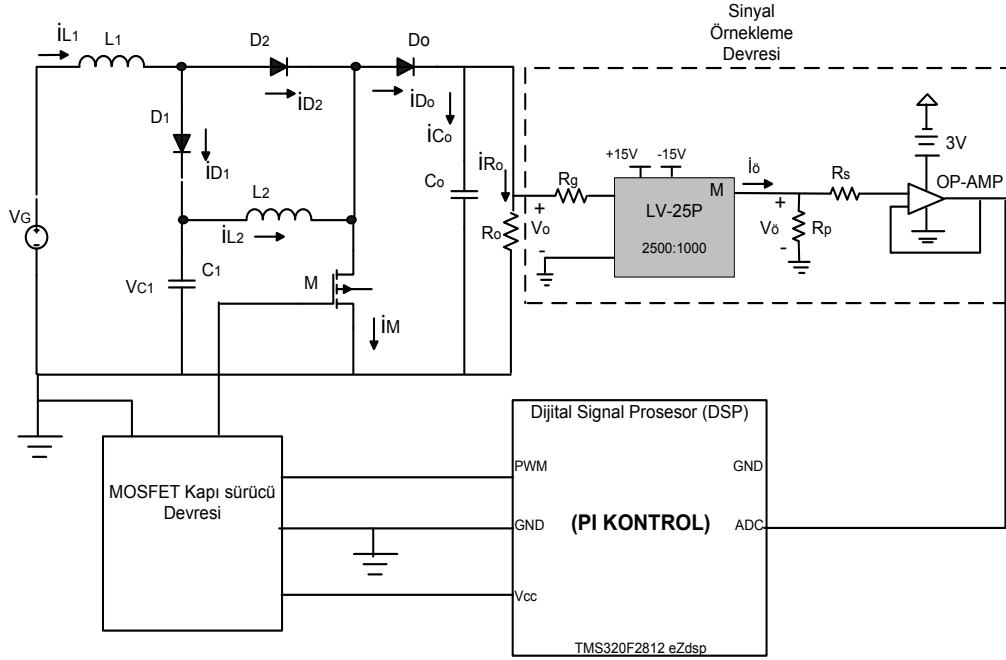 Sinyal
Örnekleme
Devresi
iL1
L1
D2
Do
iD2
iDo
D1
iD1
iCo
Co
iRo
Ro
L2
iL2
VG
VC1
C1
M
iM
+15V
-15V
Rg
+
Vo
-
M
LV-25P
2500:1000
İö
Rs
+
Vö
-
Rp
3V
OP-AMP
MOSFET Kapı sürücü
Devresi
Dijital Signal Prosesor (DSP)
PWM
GND
GND
(PI KONTROL)
ADC
Vcc
TMS320F2812 eZdsp